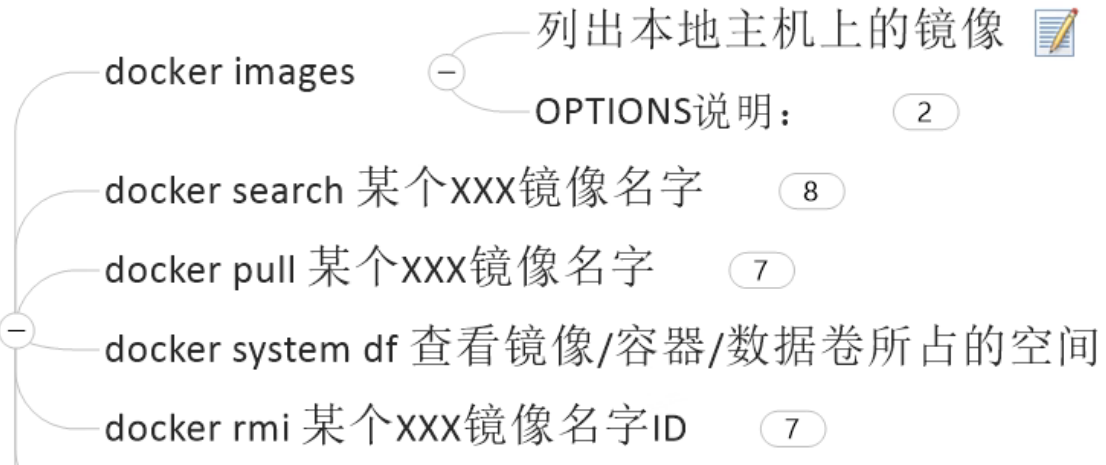 列出本地主机上的镜像
docker images
OPTIONS说明：
2
docker search 某个XXX镜像名字
8
docker pull 某个XXX镜像名字
7
docker system df 查看镜像/容器/数据卷所占的空间
docker rmi 某个XXX镜像名字ID
7